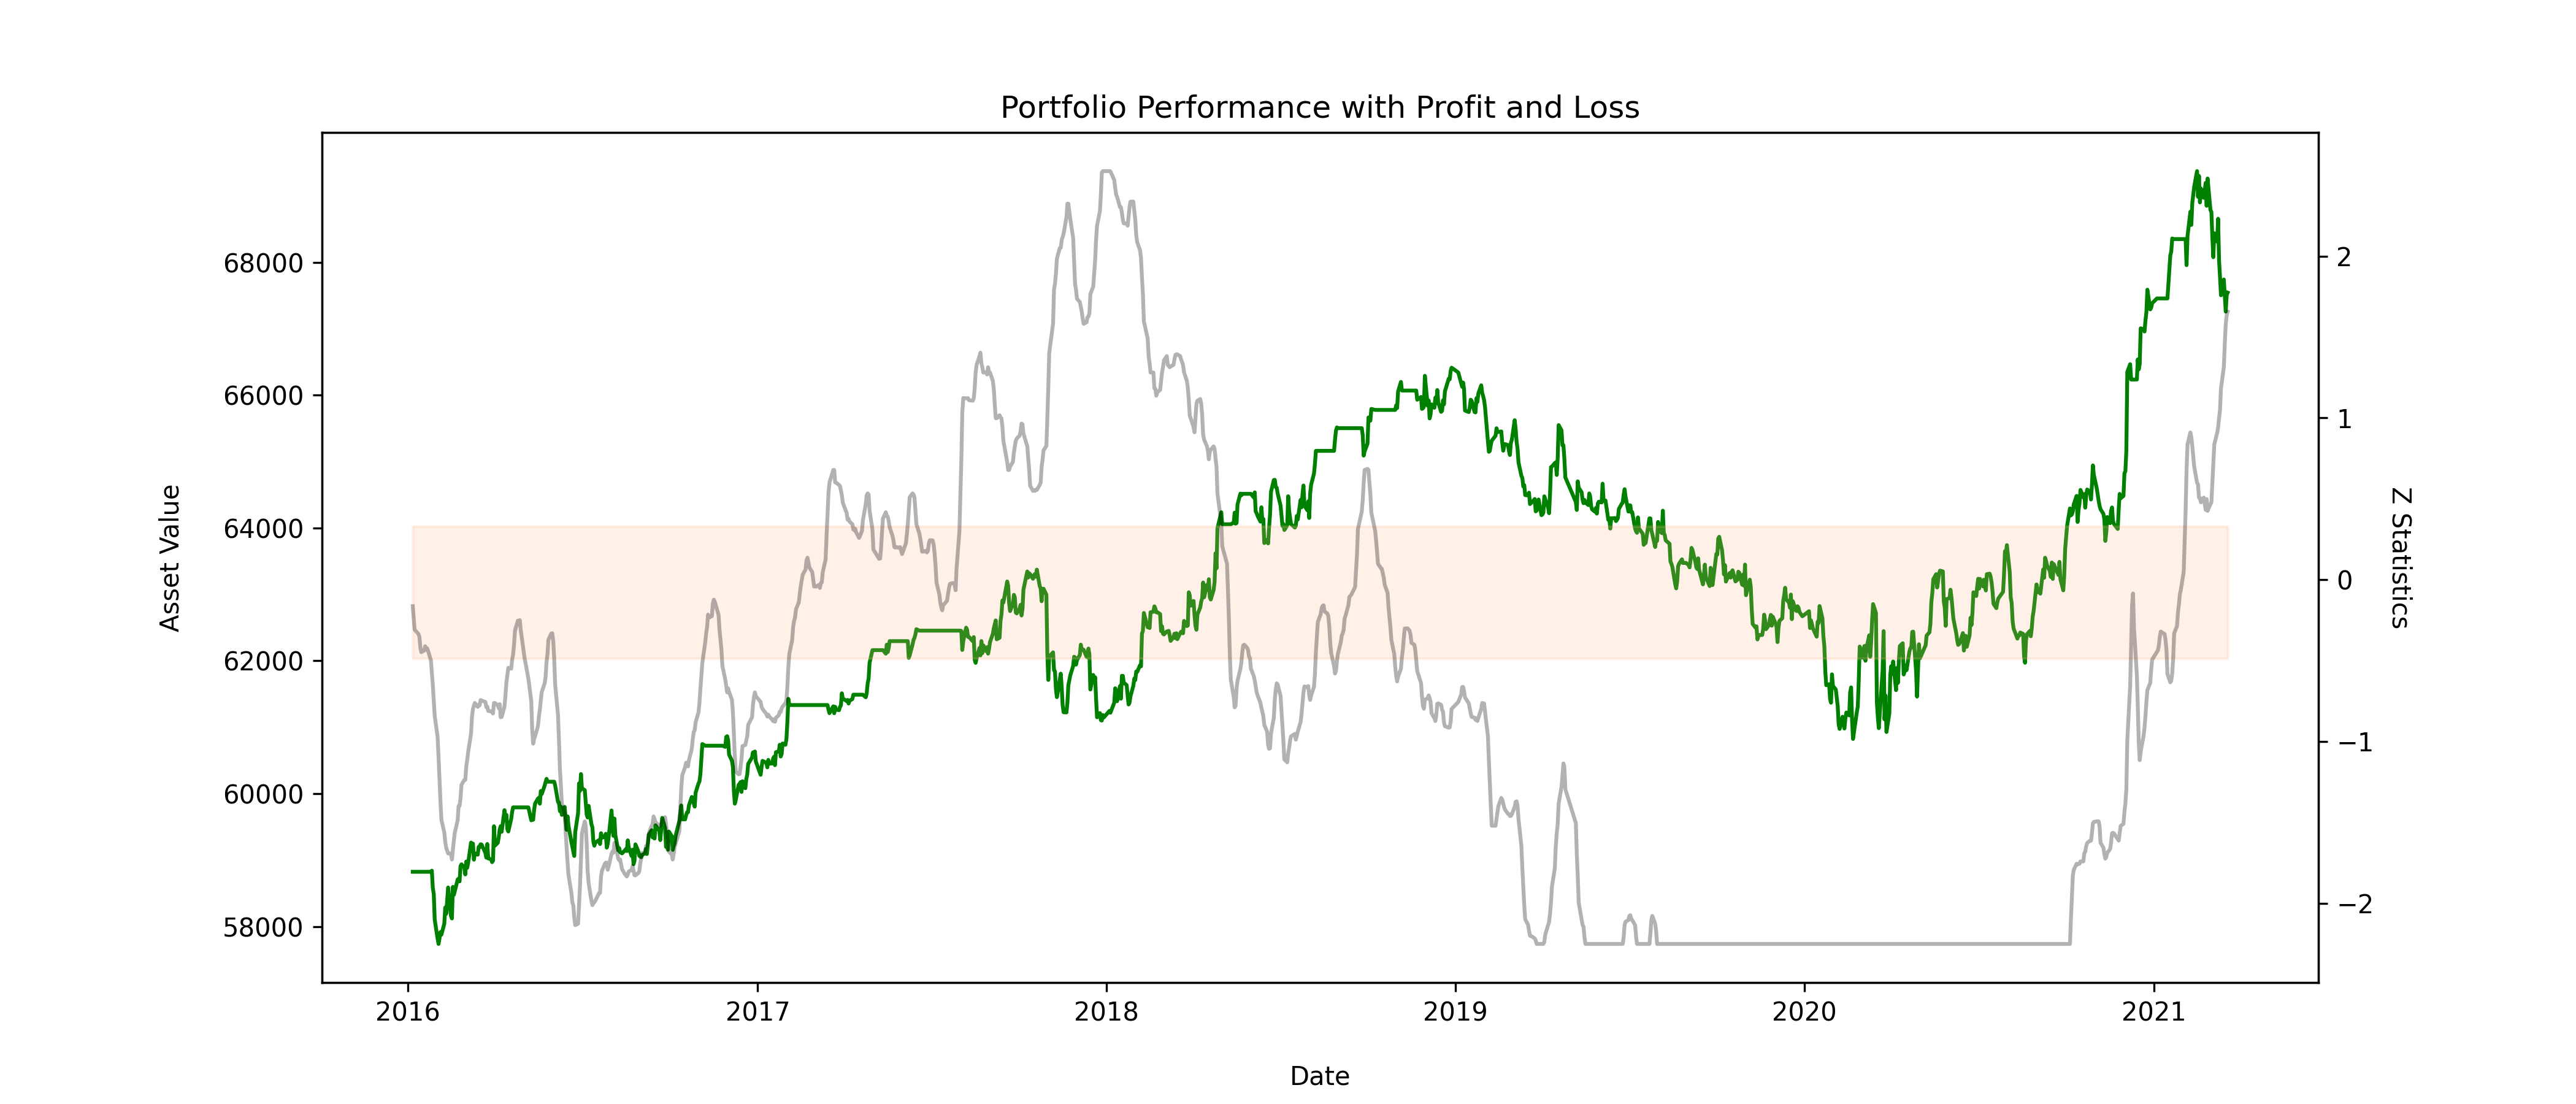 Portfolio Performance with Profit and Loss
Asset Value
68000
66000
64000
62000
60000
58000
2
1
0
−1
−2
Z Statistics
2016 2017 2018 2019 2020 2021
Date